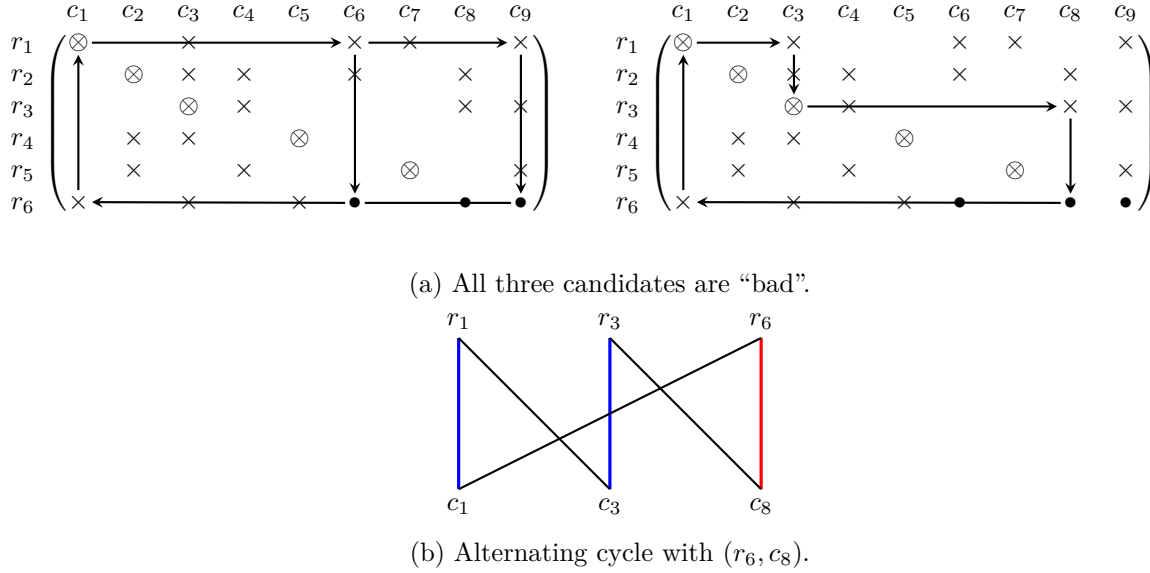 c₁ c₂ c₃ c₄ c₅ c₆ c₇ c₈ c₉
r₁
r₂
r₃
r₄
r₅
r₆
c₁ c₂ c₃ c₄ c₅ c₆ c₇ c₈ c₉
r₁
r₂
r₃
r₄
r₅
r₆
(a) All three candidates are “bad”.
r₁ r₃ r₆
c₁ c₃ c₈
(b) Alternating cycle with (r₆, c₈).